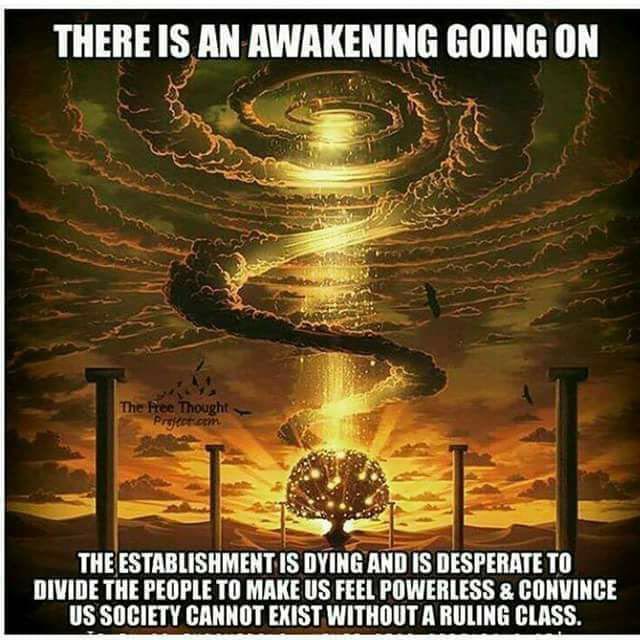 THERE IS AN AWAKENING GOING ON
The Free Thought
Project.com
THE ESTABLISHMENT IS DYING AND IS DESPERATE TO
DIVIDE THE PEOPLE TO MAKE US FEEL POWERLESS & CONVINCE
US SOCIETY CANNOT EXIST WITHOUT A RULING CLASS.